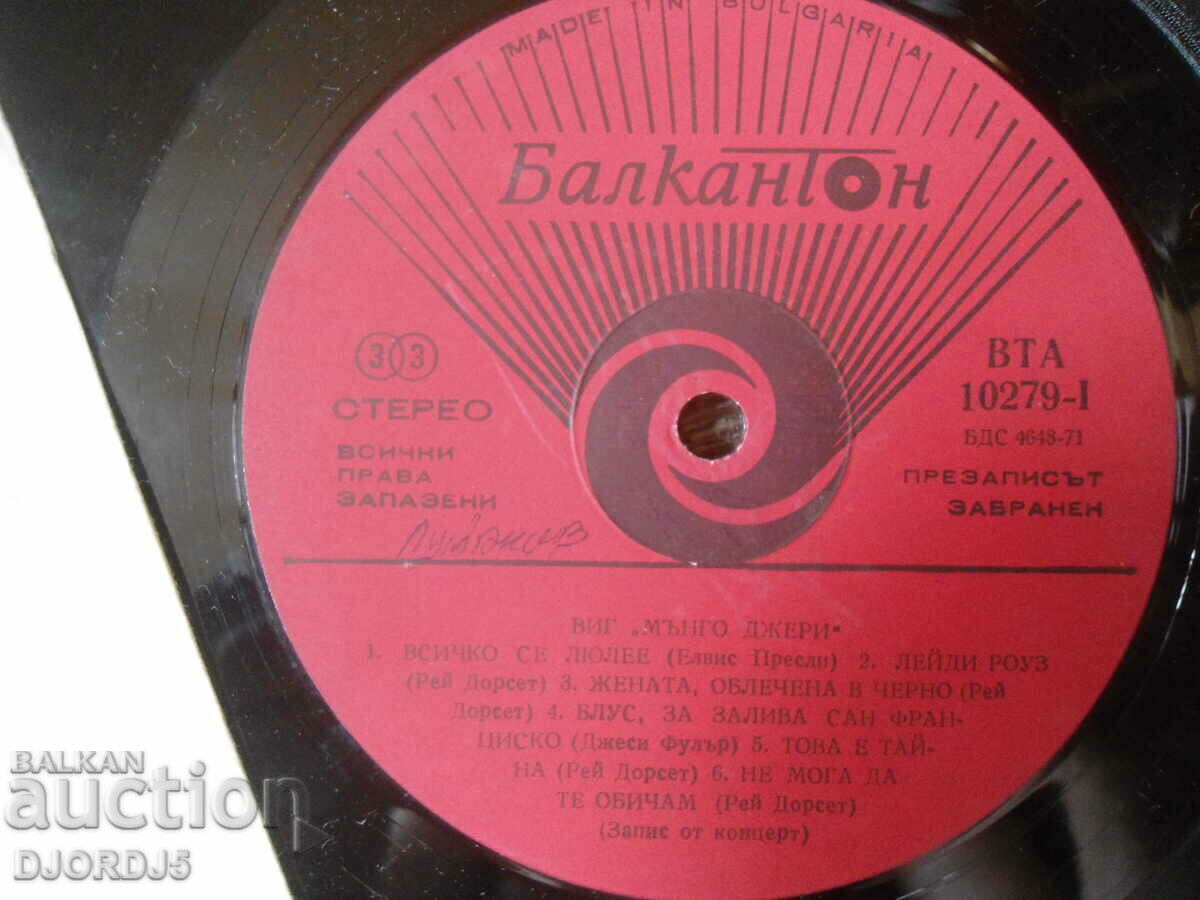 MADE IN BULGARIA
БалканТон
33
СТЕРЕО
ВСИЧКИ
ПРАВА
ЗАПАЗЕНИ
ВТА
10279-I
БДС 4648-71
ПРЕЗАПИСЪТ
ЗАБРАНЕН
ВИГ „МЪНГО ДЖЕРИ"
1. ВСИЧКО СЕ ЛЮЛЕЕ (Елвис Пресли) 2. ЛЕЙДИ РОУЗ
(Рей Дорсет) 3. ЖЕНАТА, ОБЛЕЧЕНА В ЧЕРНО (Рей
Дорсет) 4. БЛУС, ЗА ЗАЛИВА САН ФРАН-
ЦИСКО (Джеси Фулър) 5. ТОВА Е ТАЙ-
НА (Рей Дорсет) 6. НЕ МОГА ДА
ТЕ ОБИЧАМ (Рей Дорсет)
(Запис от концерт)
BALKAN
auction
DJORDJ5